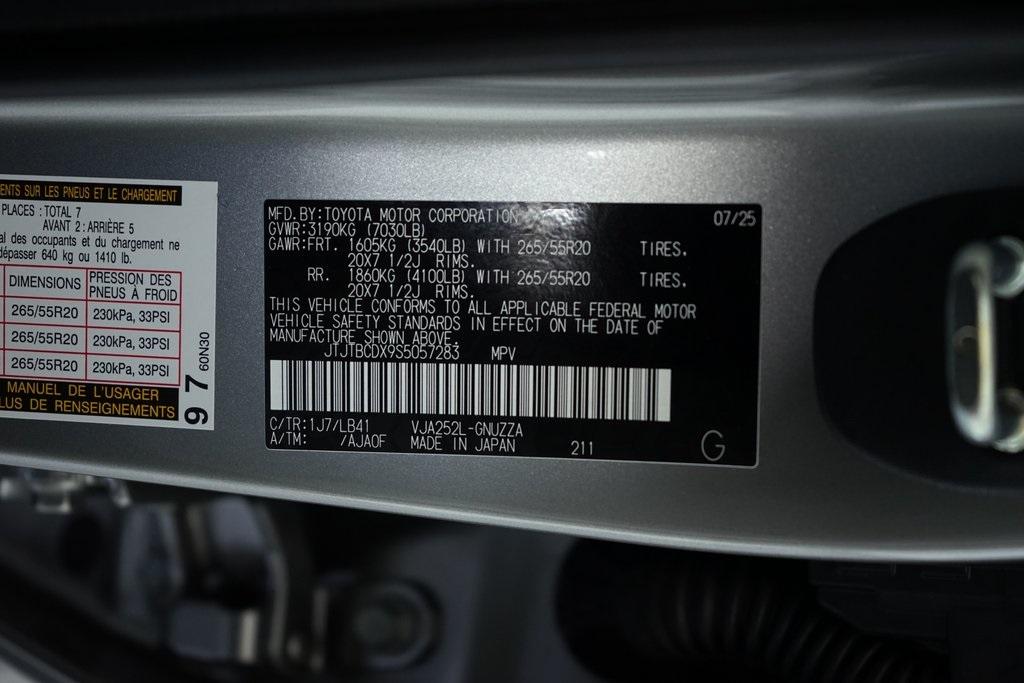 ENTS SUR LES PNEUS ET LE CHARGEMENT
PLACES : TOTAL 7
AVANT 2 : ARRIÈRE 5
al des occupants et du chargement ne
dépasser 640 kg ou 1410 lb.
DIMENSIONS PRESSION DES PNEUS À FROID
265/55R20 230kPa, 33PSI
265/55R20 230kPa, 33PSI
265/55R20 230kPa, 33PSI
MANUEL DE L'USAGER
LUS DE RENSEIGNEMENTS
97 60N30
MFD.BY:TOYOTA MOTOR CORPORATION 07/25
GVWR:3190KG (7030LB)
GAWR:FRT. 1605KG (3540LB) WITH 265/55R20 TIRES.
20X7 1/2J RIMS.
RR. 1860KG (4100LB) WITH 265/55R20 TIRES.
20X7 1/2J RIMS.
THIS VEHICLE CONFORMS TO ALL APPLICABLE FEDERAL MOTOR
VEHICLE SAFETY STANDARDS IN EFFECT ON THE DATE OF
MANUFACTURE SHOWN ABOVE.
JTJTBCDX9S5057283 MPV
C/TR:1J7/LB41 VJA252L-GNUZZA
A/TM: /AJA0F MADE IN JAPAN 211 G